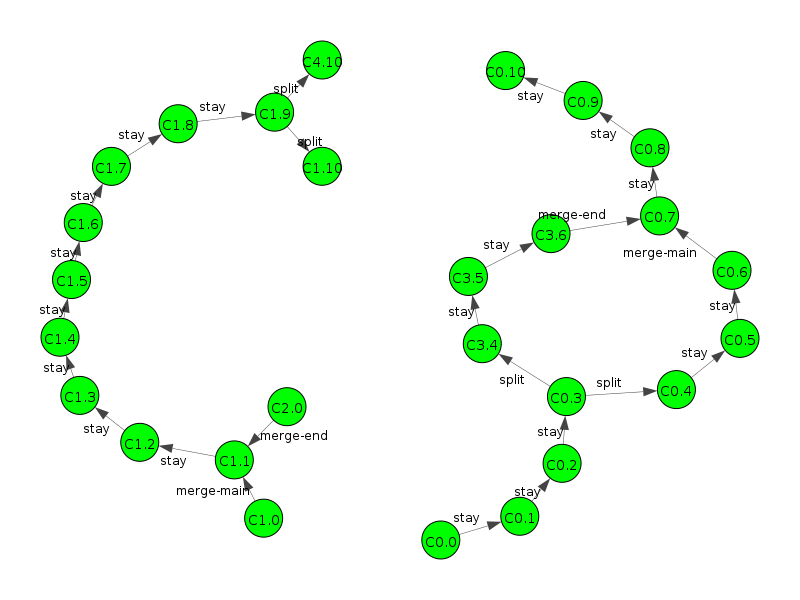 C4.10
split
C1.9
stay
C1.8
split
C1.10
stay
C1.7
stay
C1.6
stay
C1.5
stay
C1.4
stay
C1.3
stay
C1.2
stay
C1.1
C2.0
merge-end
merge-main
C1.0
C0.10
stay
C0.9
stay
C0.8
stay
C0.7
merge-end
C3.6
merge-main
stay
C3.5
C0.6
stay
stay
C3.4
C0.5
stay
split
split
C0.3
C0.4
stay
C0.2
stay
C0.1
stay
C0.0